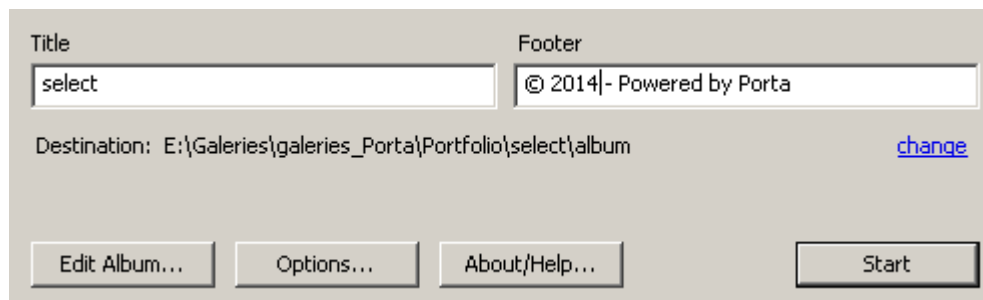 Title Footer
select © 2014 - Powered by Porta
Destination: E:\Galeries\galeries_Porta\Portfolio\select\album change
Edit Album... Options... About/Help... Start